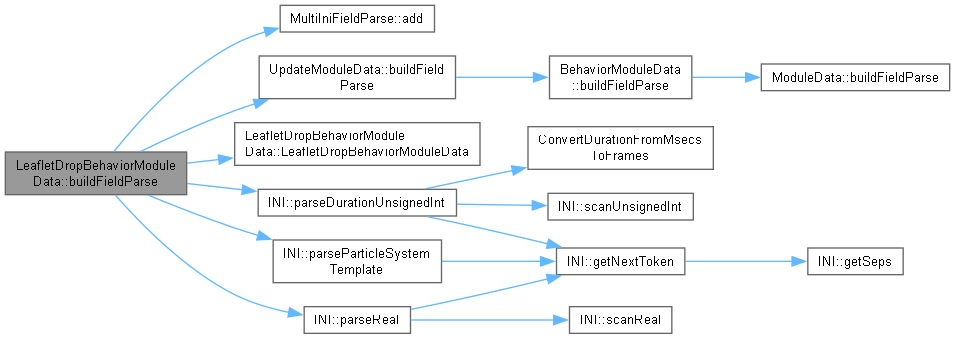 MultiIniFieldParse::add
UpdateModuleData::buildField
Parse
BehaviorModuleData
::buildFieldParse
ModuleData::buildFieldParse
LeafletDropBehaviorModule
Data::LeafletDropBehaviorModuleData
ConvertDurationFromMsecs
ToFrames
LeafletDropBehaviorModule
Data::buildFieldParse
INI::parseDurationUnsignedInt
INI::scanUnsignedInt
INI::parseParticleSystem
Template
INI::getNextToken
INI::getSeps
INI::parseReal
INI::scanReal